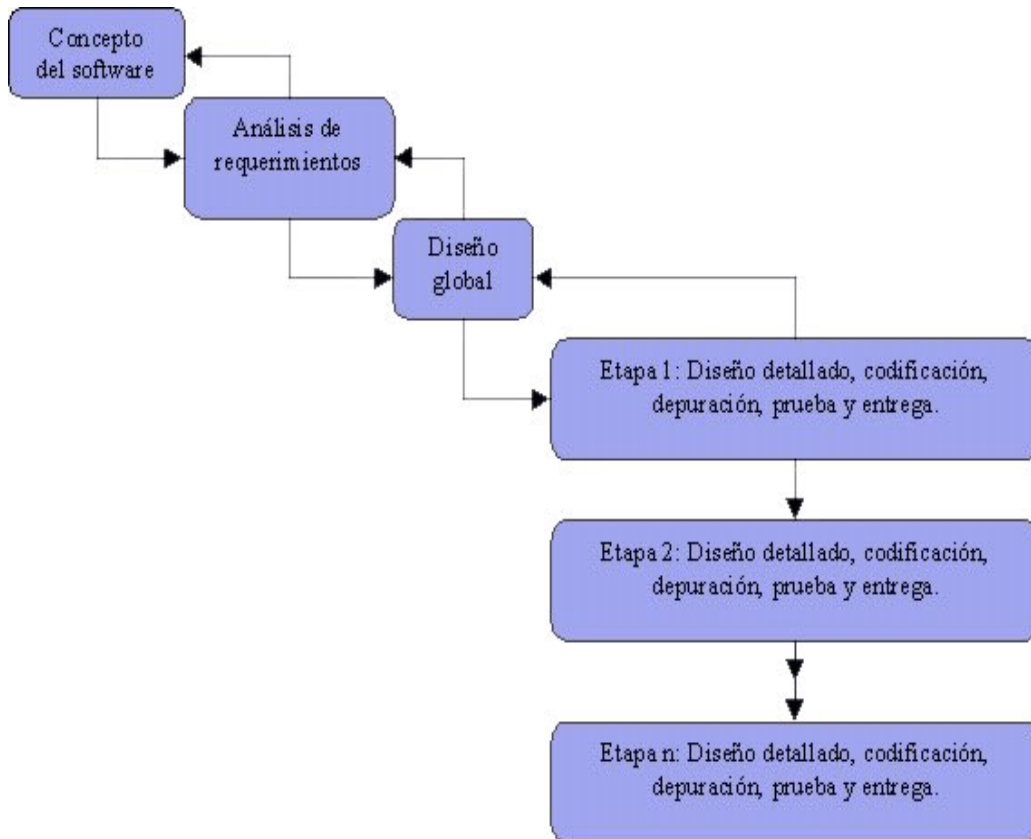 Concepto
del software
Análisis de
requerimientos
Diseño
global
Etapa 1: Diseño detallado, codificación,
depuración, prueba y entrega.
Etapa 2: Diseño detallado, codificación,
depuración, prueba y entrega.
Etapa n: Diseño detallado, codificación,
depuración, prueba y entrega.